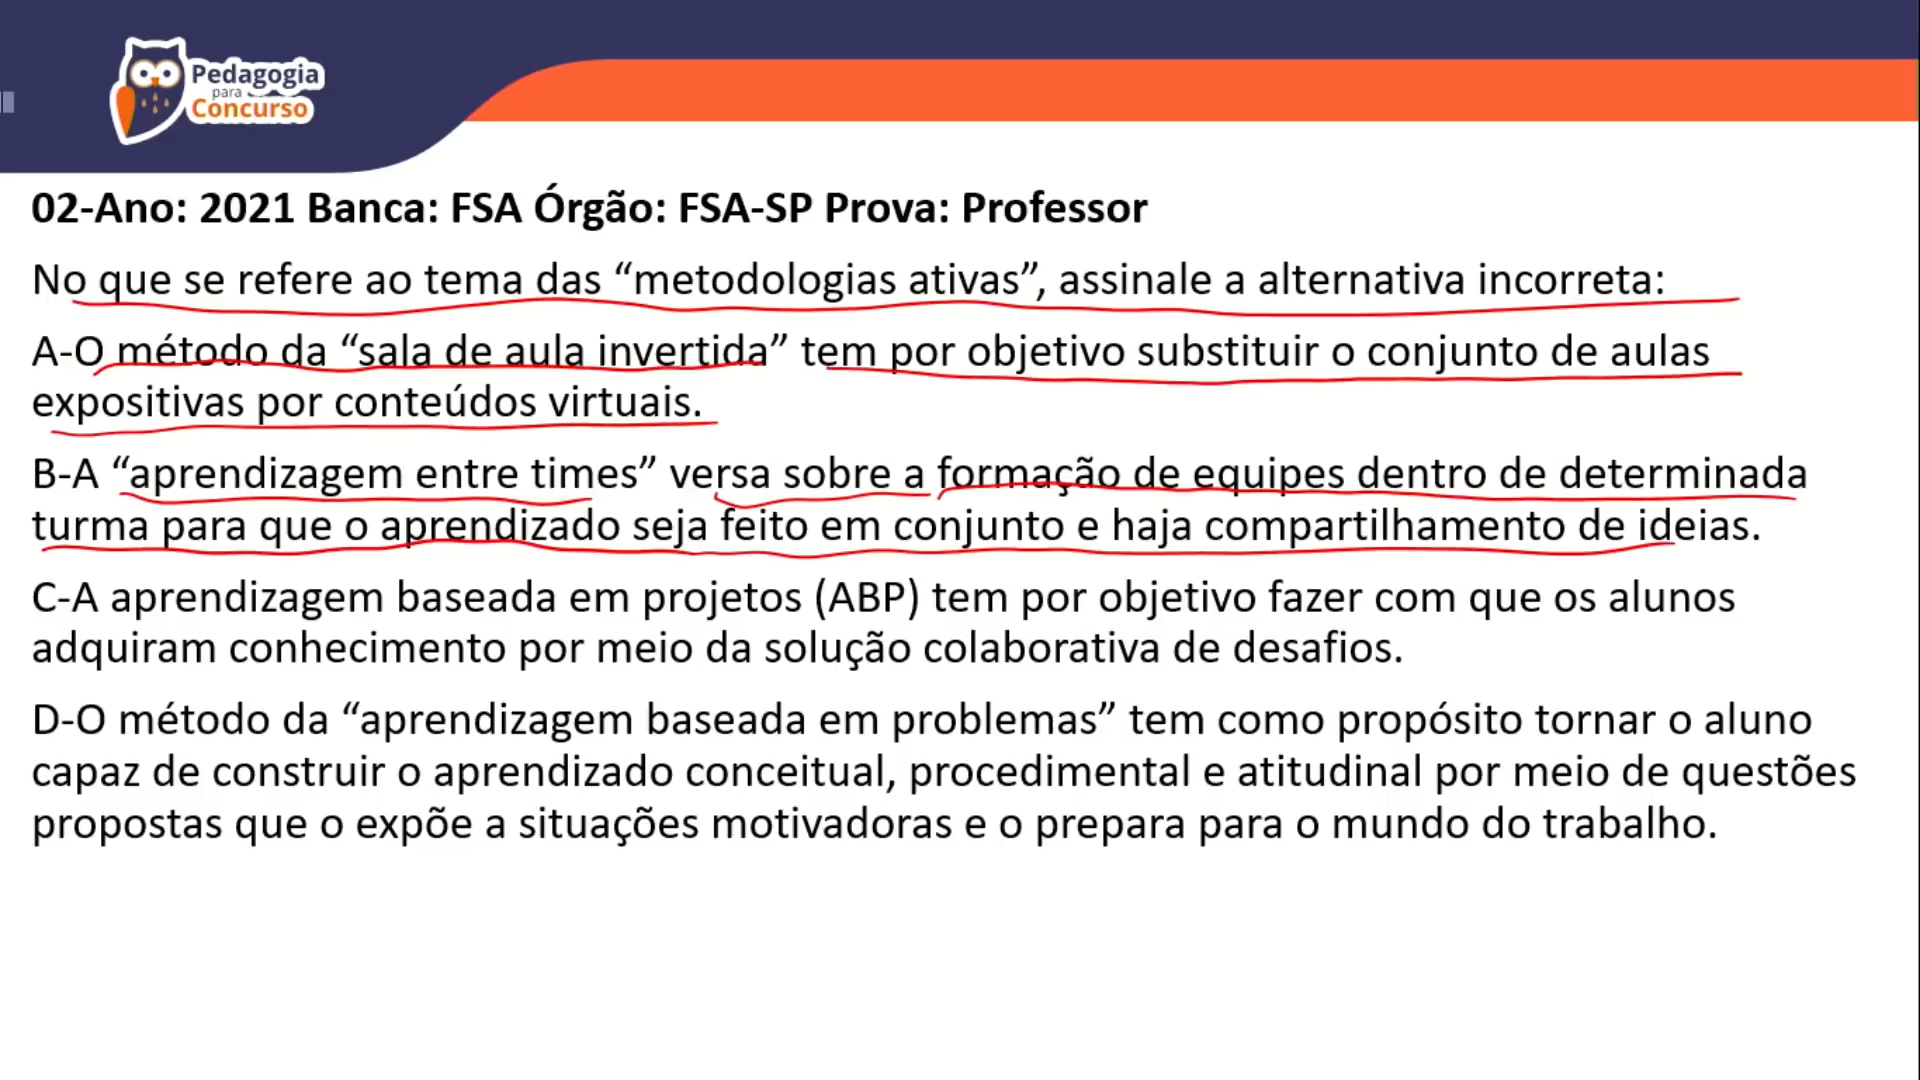 Pedagogia
para
Concurso
02-Ano: 2021 Banca: FSA Órgão: FSA-SP Prova: Professor
No que se refere ao tema das “metodologias ativas”, assinale a alternativa incorreta:
A-O método da “sala de aula invertida” tem por objetivo substituir o conjunto de aulas
expositivas por conteúdos virtuais.
B-A “aprendizagem entre times” versa sobre a formação de equipes dentro de determinada
turma para que o aprendizado seja feito em conjunto e haja compartilhamento de ideias.
C-A aprendizagem baseada em projetos (ABP) tem por objetivo fazer com que os alunos
adquiram conhecimento por meio da solução colaborativa de desafios.
D-O método da “aprendizagem baseada em problemas” tem como propósito tornar o aluno
capaz de construir o aprendizado conceitual, procedimental e atitudinal por meio de questões
propostas que o expõe a situações motivadoras e o prepara para o mundo do trabalho.